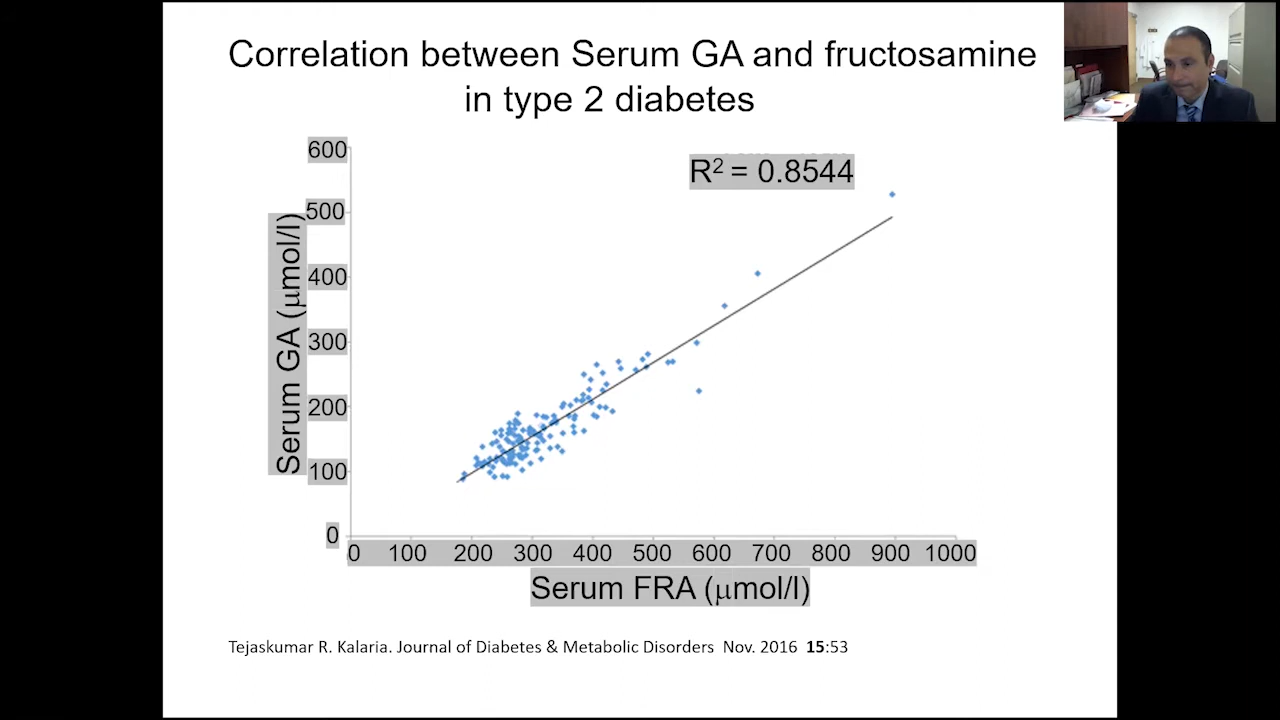 Correlation between Serum GA and fructosamine
in type 2 diabetes
R² = 0.8544
600
500
400
300
200
100
0
Serum GA (μmol/l)
0 100 200 300 400 500 600 700 800 900 1000
Serum FRA (μmol/l)
Tejaskumar R. Kalaria. Journal of Diabetes & Metabolic Disorders Nov. 2016 15:53